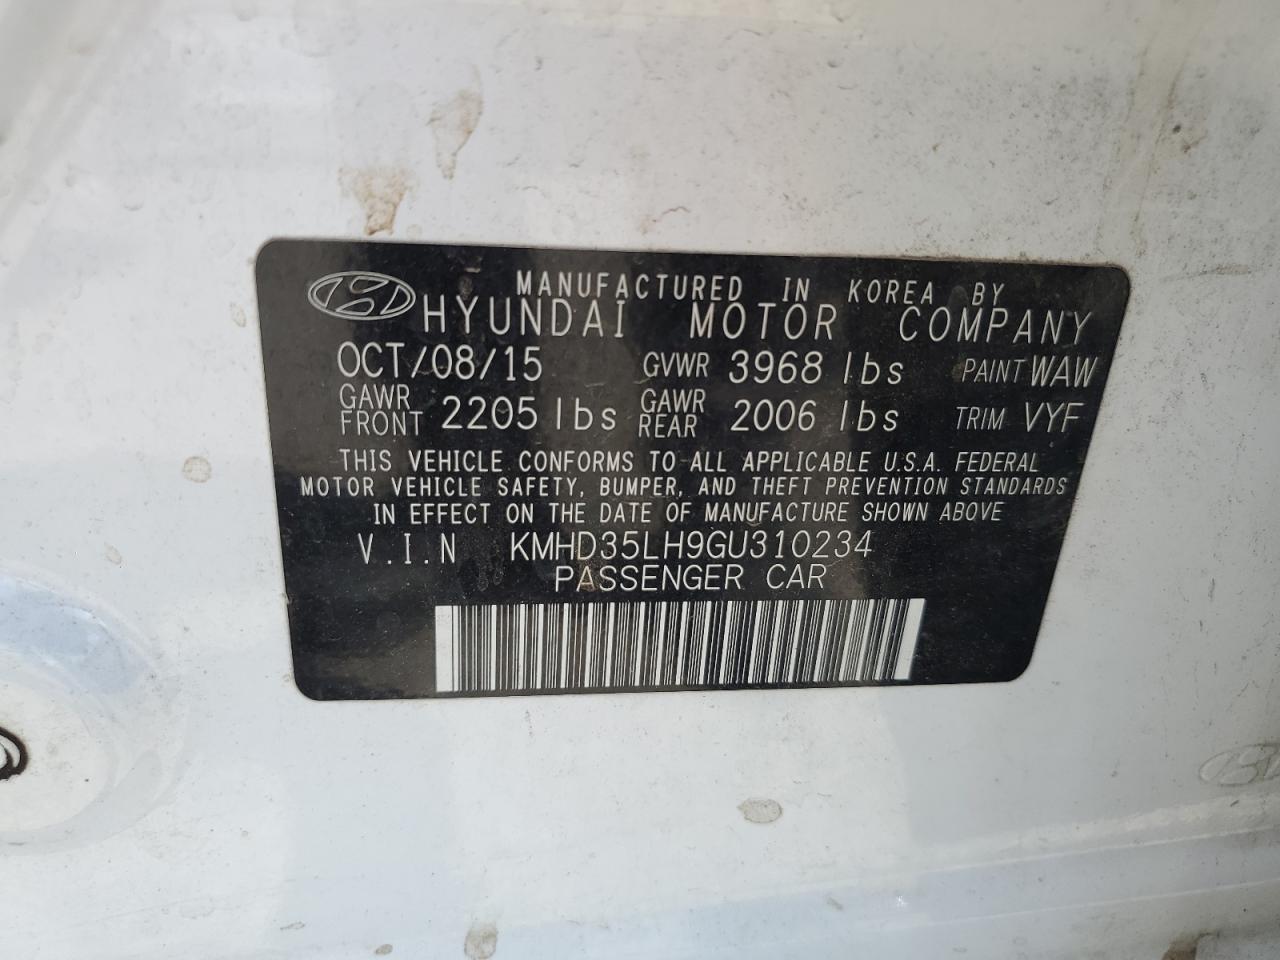 MANUFACTURED IN KOREA BY
HYUNDAI MOTOR COMPANY
OCT/08/15 GVWR 3968 lbs PAINT WAW
GAWR FRONT 2205 lbs GAWR REAR 2006 lbs TRIM VYF
THIS VEHICLE CONFORMS TO ALL APPLICABLE U.S.A. FEDERAL
MOTOR VEHICLE SAFETY, BUMPER, AND THEFT PREVENTION STANDARDS
IN EFFECT ON THE DATE OF MANUFACTURE SHOWN ABOVE
V.I.N KMHD35LH9GU310234
PASSENGER CAR